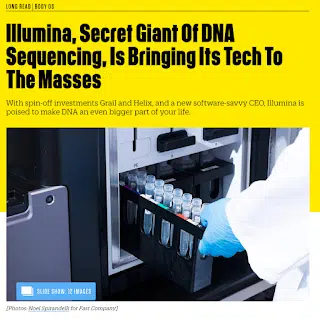 LONG READ | BODY OS
Illumina, Secret Giant Of DNA
Sequencing, Is Bringing Its Tech To
The Masses
With spin-off investments Grail and Helix, and a new software-savvy CEO, Illumina is
poised to make DNA an even bigger part of your life.
SLIDE SHOW: 12 IMAGES
[Photos: Noel Spirandelli for Fast Company]